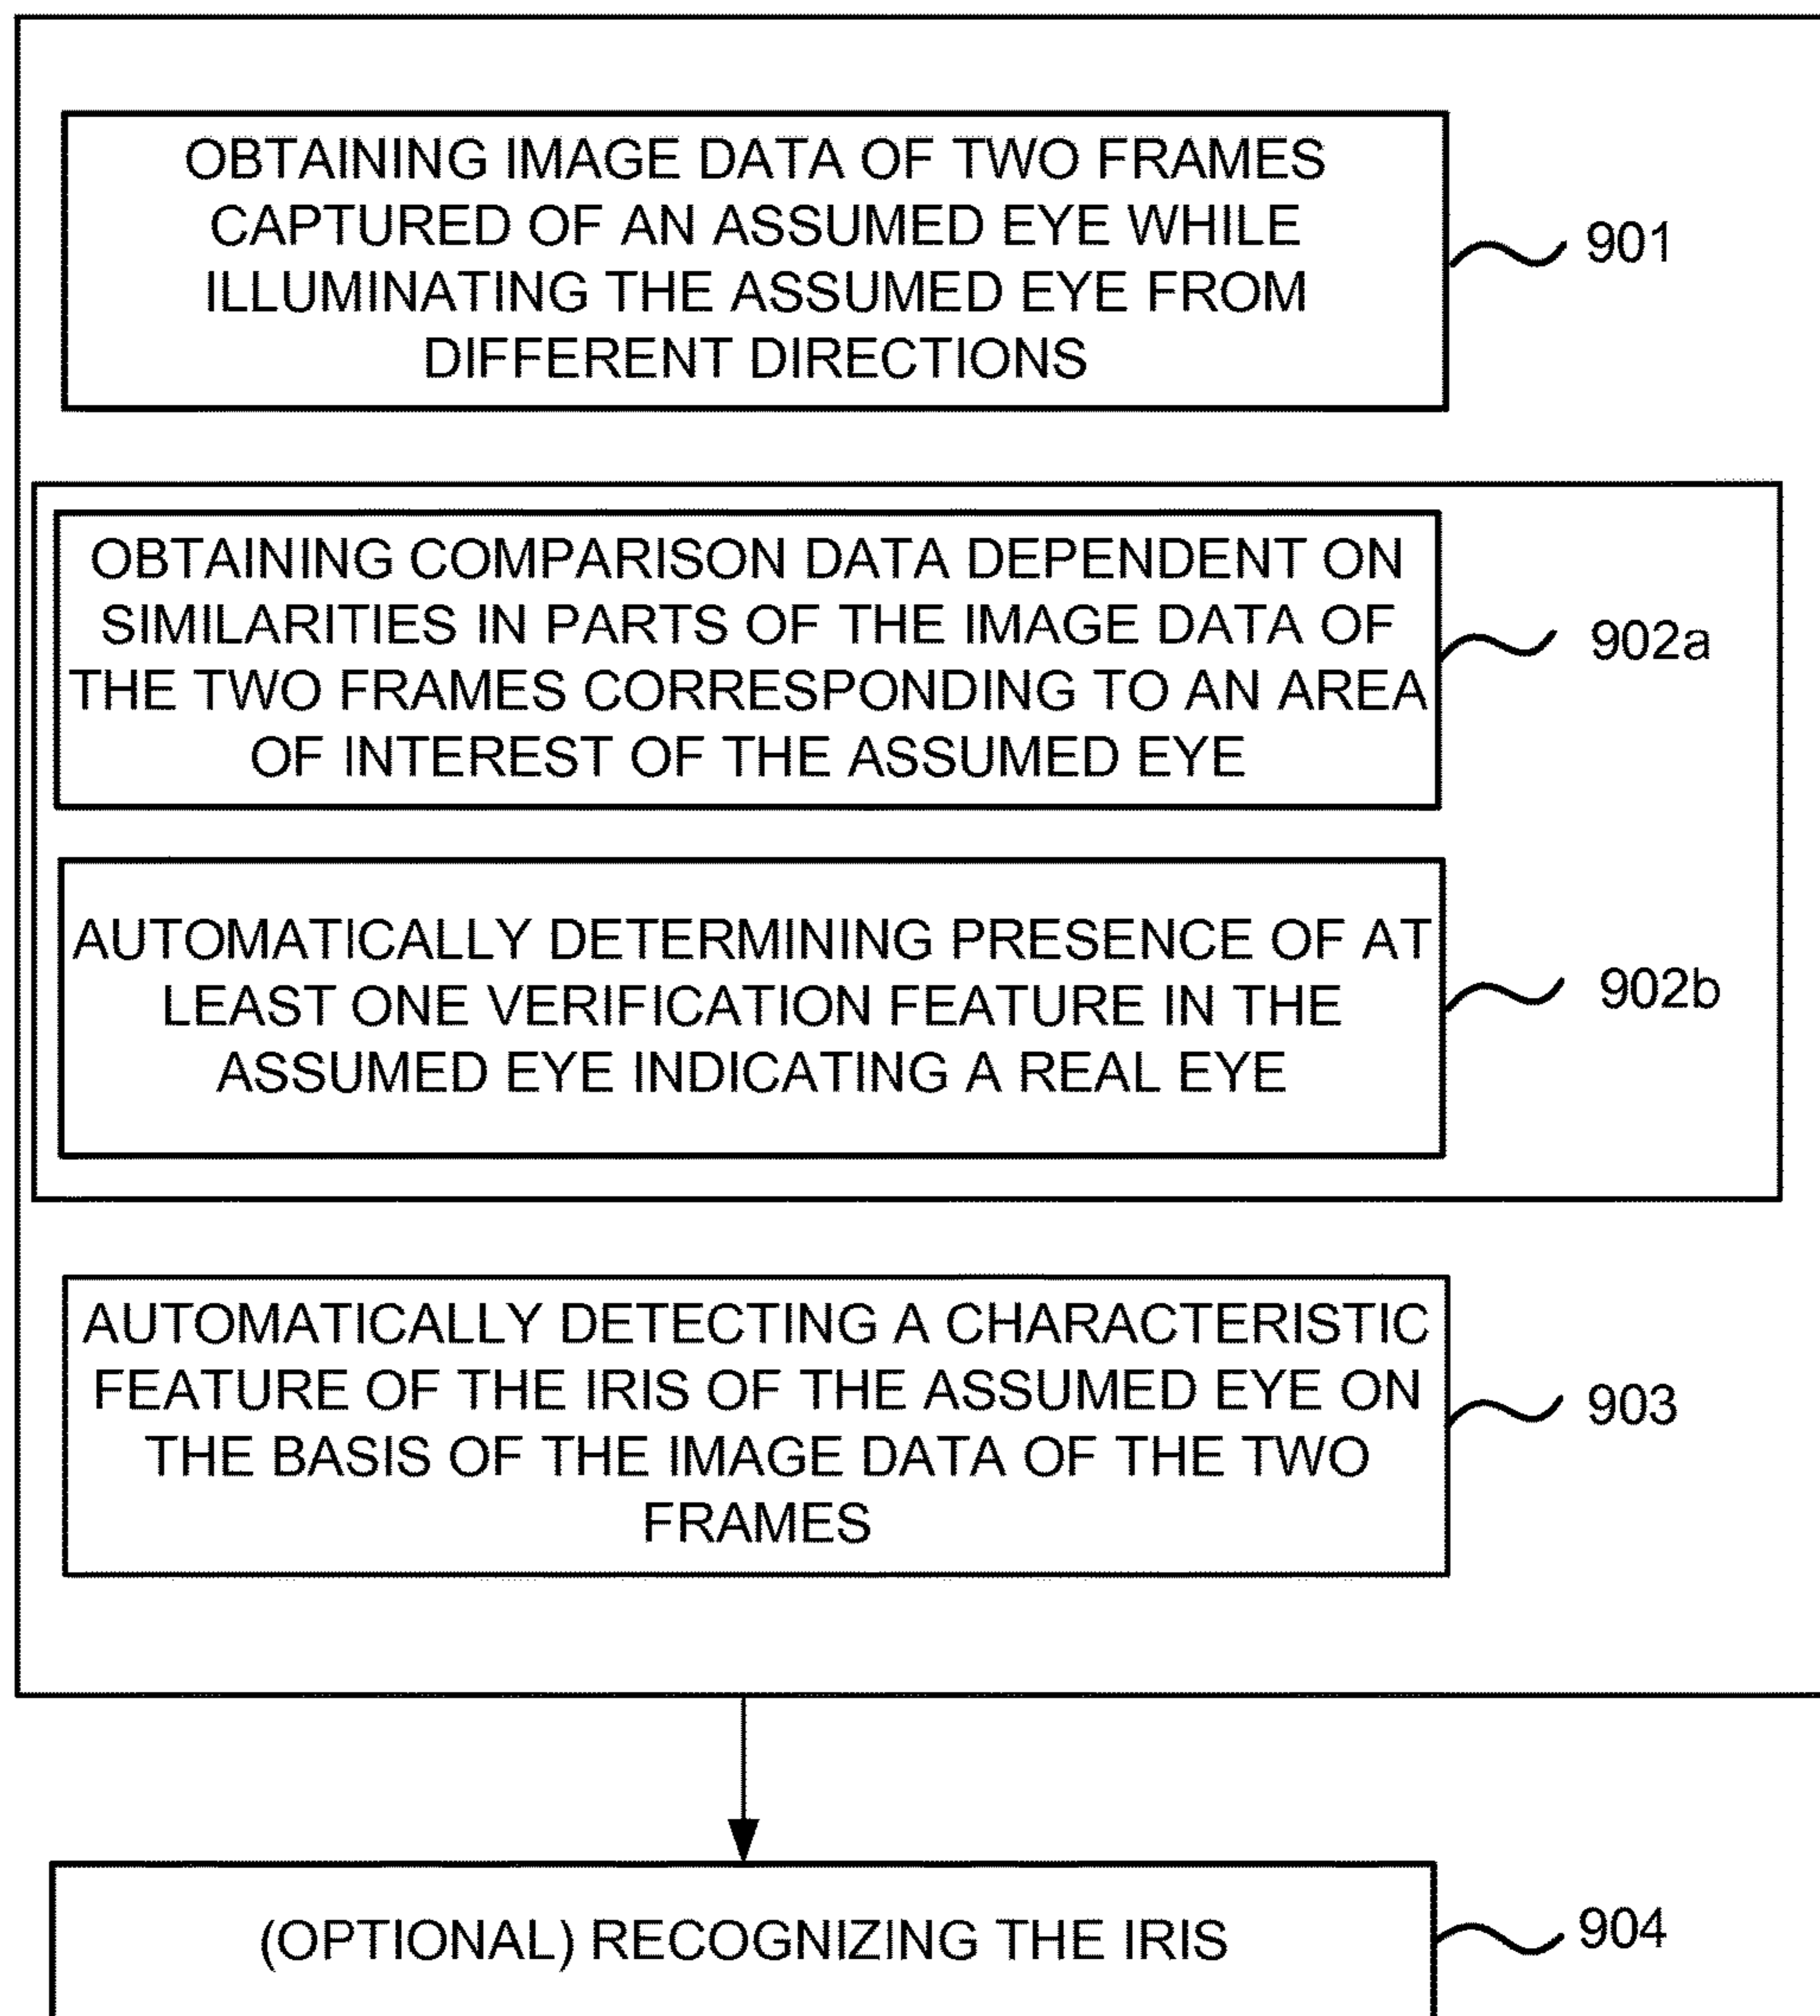 OBTAINING IMAGE DATA OF TWO FRAMES
CAPTURED OF AN ASSUMED EYE WHILE
ILLUMINATING THE ASSUMED EYE FROM
DIFFERENT DIRECTIONS
901
OBTAINING COMPARISON DATA DEPENDENT ON
SIMILARITIES IN PARTS OF THE IMAGE DATA OF
THE TWO FRAMES CORRESPONDING TO AN AREA
OF INTEREST OF THE ASSUMED EYE
902a
AUTOMATICALLY DETERMINING PRESENCE OF AT
LEAST ONE VERIFICATION FEATURE IN THE
ASSUMED EYE INDICATING A REAL EYE
902b
AUTOMATICALLY DETECTING A CHARACTERISTIC
FEATURE OF THE IRIS OF THE ASSUMED EYE ON
THE BASIS OF THE IMAGE DATA OF THE TWO
FRAMES
903
(OPTIONAL) RECOGNIZING THE IRIS
904